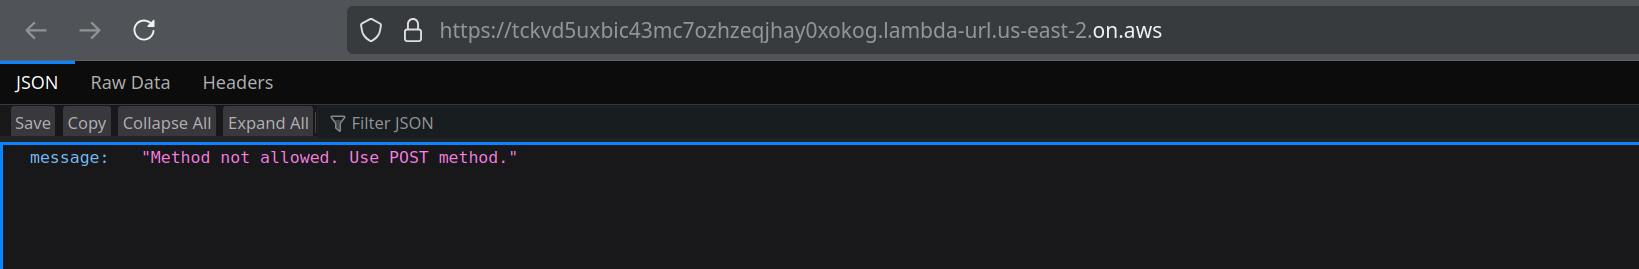 https://tckvd5uxbic43mc7ozhzeqjhay0xokog.lambda-url.us-east-2.on.aws
JSON Raw Data Headers
Save Copy Collapse All Expand All Filter JSON
message: "Method not allowed. Use POST method."